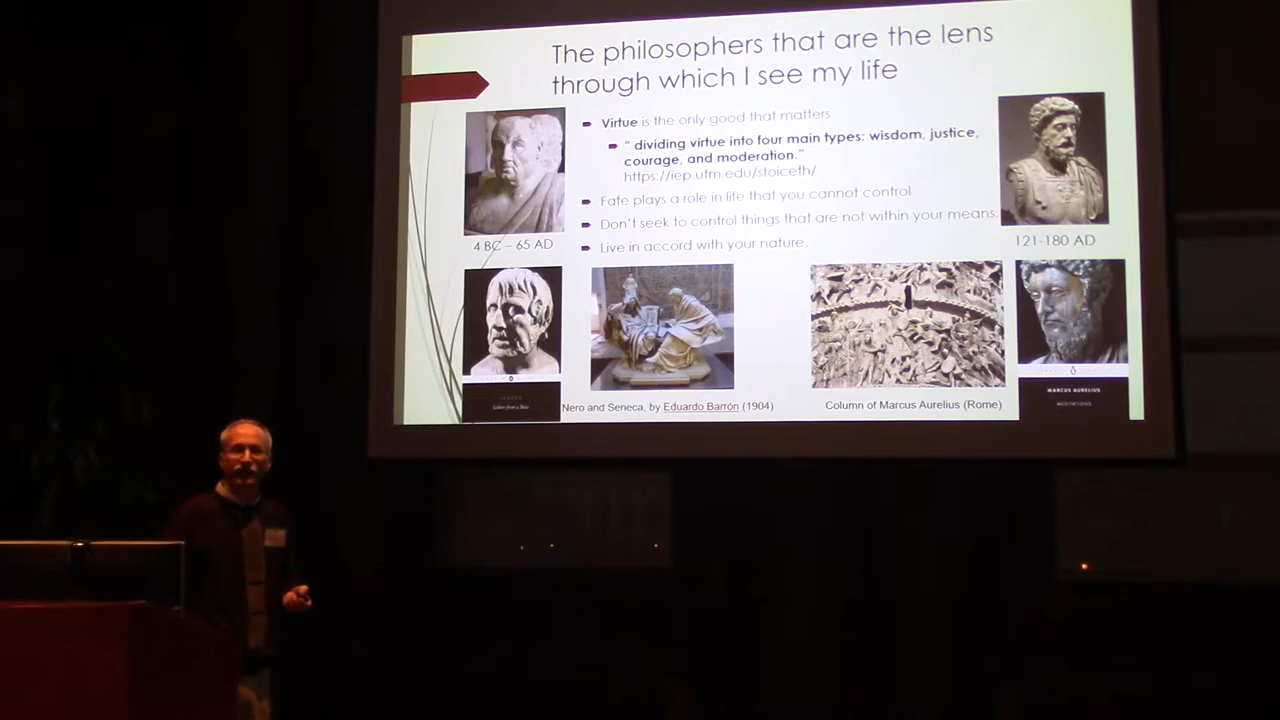 The philosophers that are the lens
through which I see my life
Virtue is the only good that matters
“ dividing virtue into four main types: wisdom, justice,
courage, and moderation.”
https://iep.utm.edu/stoiceth/
Fate plays a role in life that you cannot control
Don't seek to control things that are not within your means.
Live in accord with your nature.
4 BC – 65 AD
121-180 AD
SENECA
Letters from a Stoic
Nero and Seneca, by Eduardo Barrón (1904)
Column of Marcus Aurelius (Rome)
MARCUS AURELIUS
MEDITATIONS